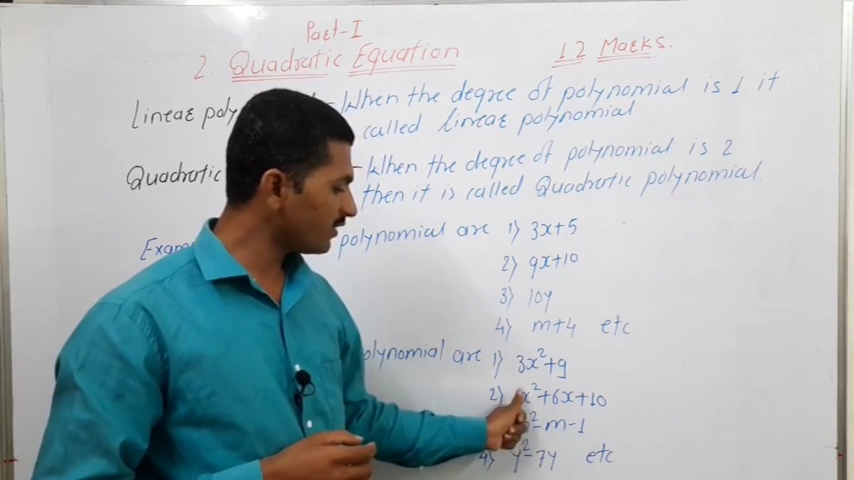 Part-I
2. Quadratic Equation 12 Marks.
Linear poly - When the degree of polynomial is 1 it
called linear polynomial
Quadratic - When the degree of polynomial is 2
then it is called Quadratic polynomial.
Exam polynomial are 1) 3x+5
2) 9x+10
3) 10y
4) m+4 etc
olynomial are 1) 3x²+9
2) x²+6x+10
²-m-1
4) y²-7y etc